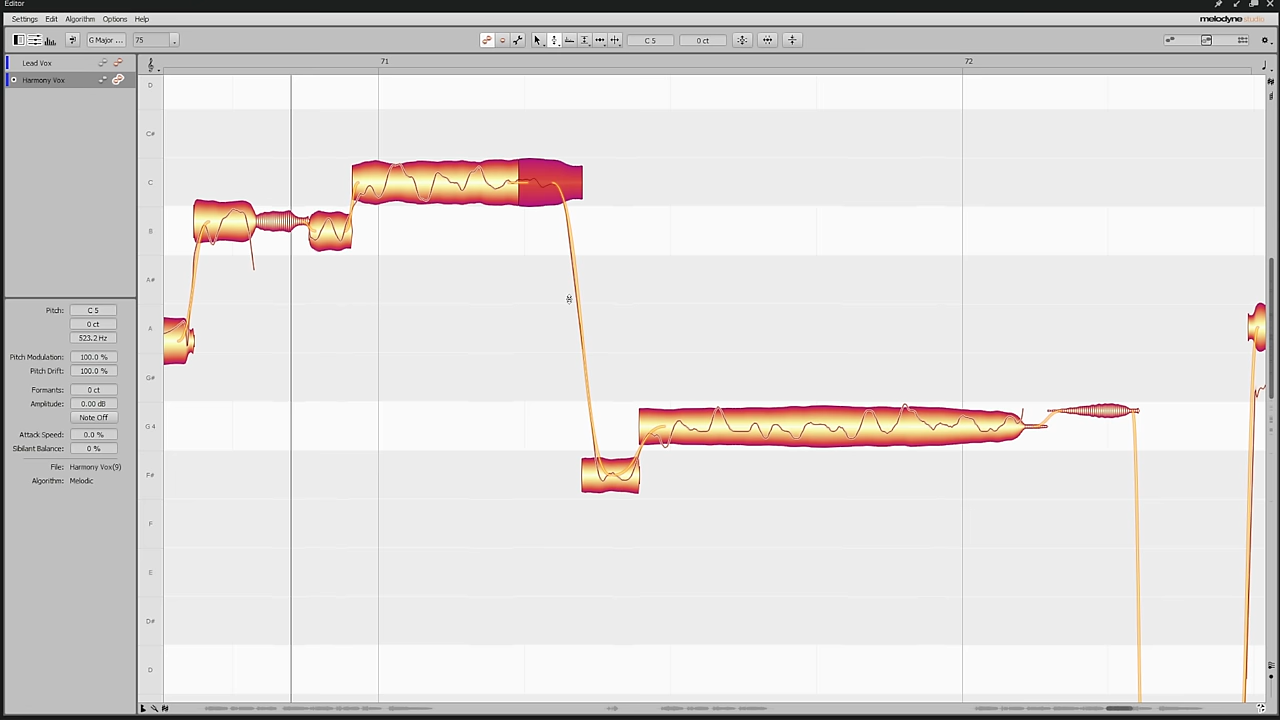 Editor
Settings Edit Algorithm Options Help
melodyne studio
G Major ... 75 C 5 0 ct
Lead Vox
Harmony Vox
71 72
D
C#
C
B
A#
A
G#
G 4
F#
F
E
D#
D
Pitch: C 5
0 ct
523.2 Hz
Pitch Modulation: 100.0 %
Pitch Drift: 100.0 %
Formants: 0 ct
Amplitude: 0.00 dB
Note Off
Attack Speed: 0.0 %
Sibilant Balance: 0 %
File: Harmony Vox(9)
Algorithm: Melodic